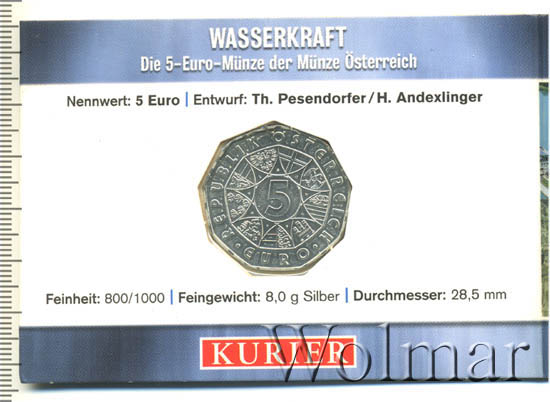 WASSERKRAFT
Die 5-Euro-Münze der Münze Österreich
Nennwert: 5 Euro | Entwurf: Th. Pesendorfer/H. Andexlinger
REPUBLIK ÖSTERREICH
5
· EURO ·
Feinheit: 800/1000 | Feingewicht: 8,0 g Silber | Durchmesser: 28,5 mm
KURIER
Wolmar